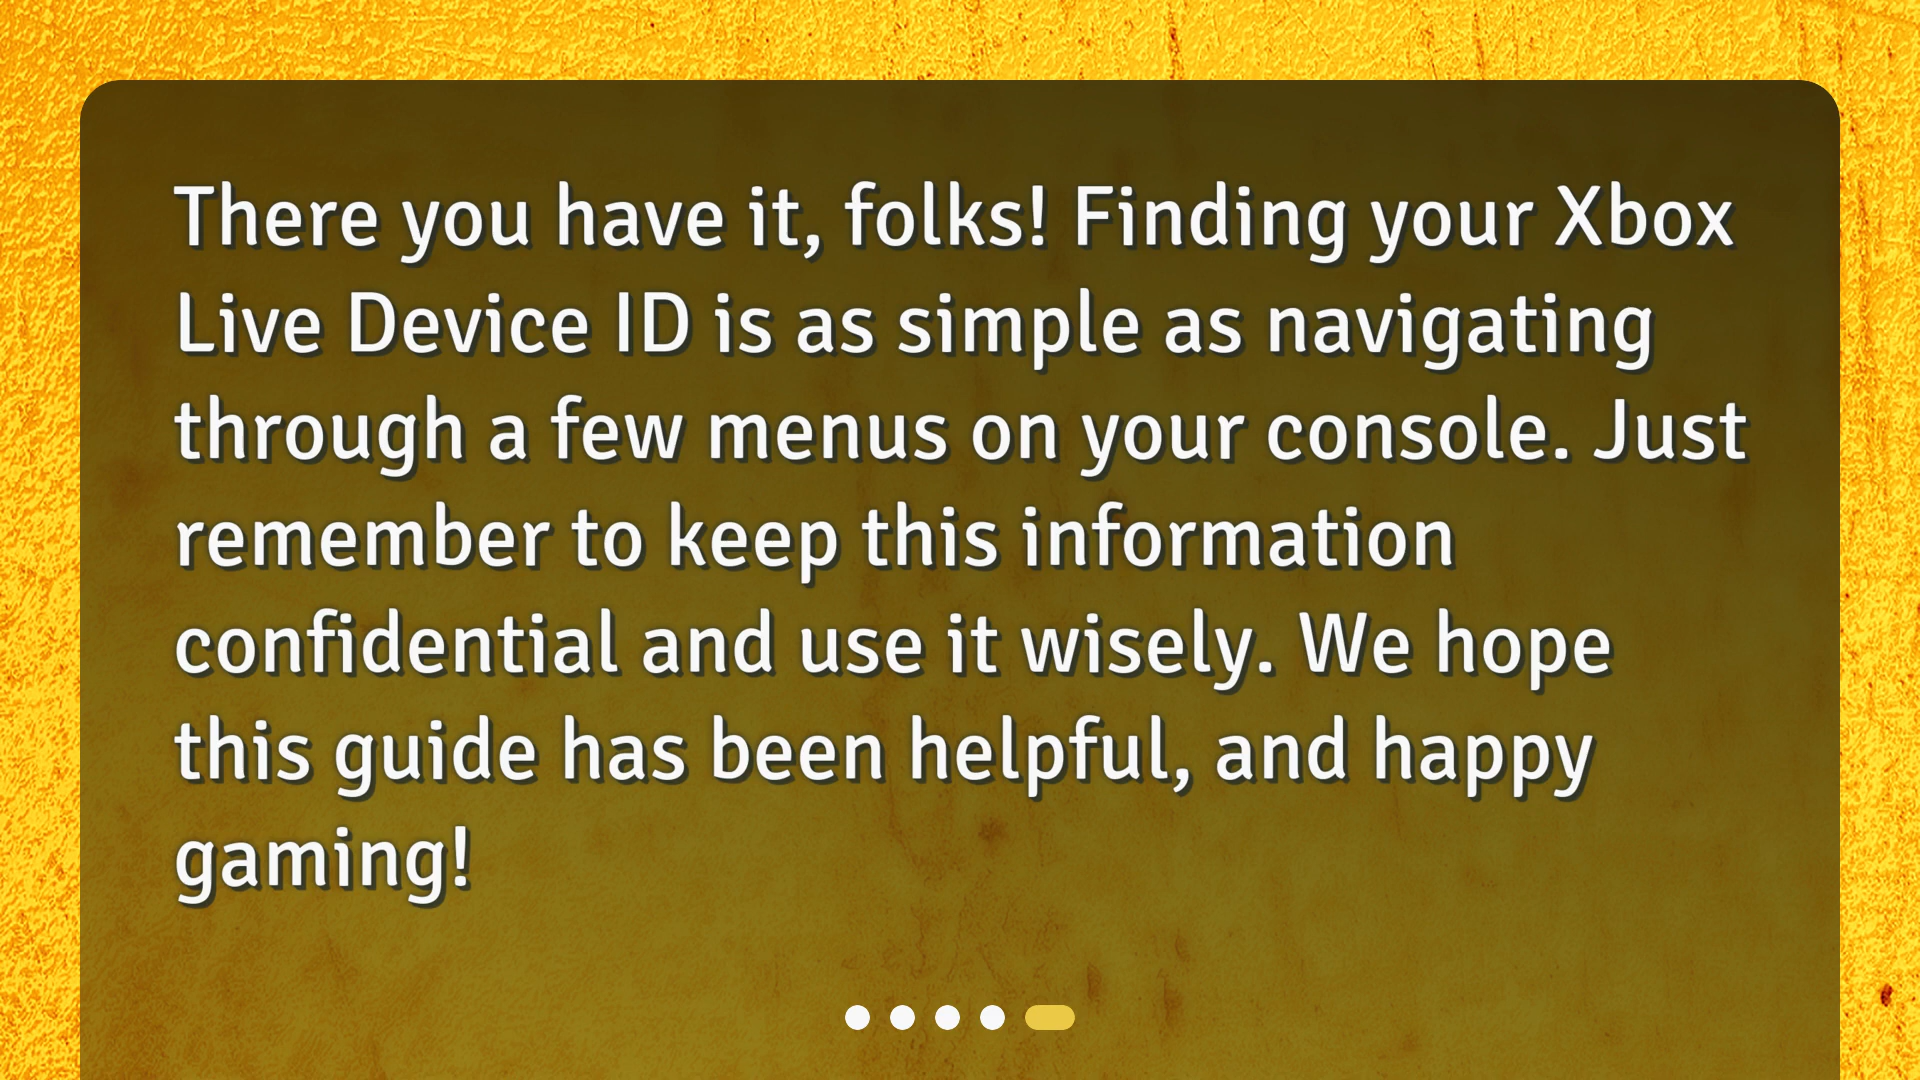 There you have it, folks! Finding your Xbox
Live Device ID is as simple as navigating
through a few menus on your console. Just
remember to keep this information
confidential and use it wisely. We hope
this guide has been helpful, and happy
gaming!